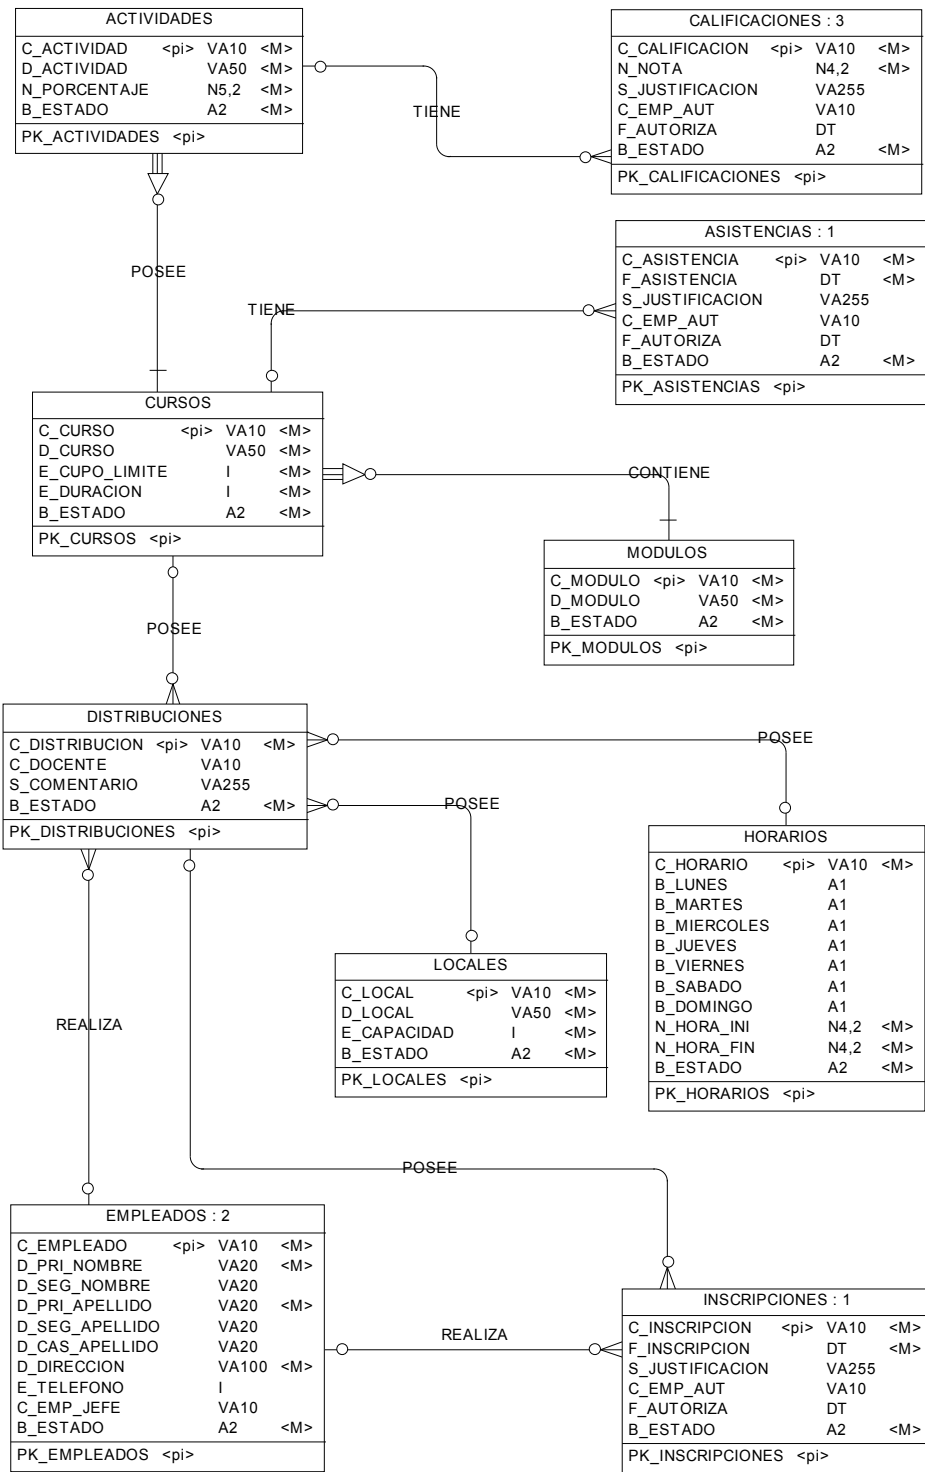 ACTIVIDADES
C_ACTIVIDAD <pi> VA10 <M>
D_ACTIVIDAD VA50 <M>
N_PORCENTAJE N5,2 <M>
B_ESTADO A2 <M>
PK_ACTIVIDADES <pi>
CALIFICACIONES : 3
C_CALIFICACION <pi> VA10 <M>
N_NOTA N4,2 <M>
S_JUSTIFICACION VA255
C_EMP_AUT VA10
F_AUTORIZA DT
B_ESTADO A2 <M>
PK_CALIFICACIONES <pi>
TIENE
POSEE
ASISTENCIAS : 1
C_ASISTENCIA <pi> VA10 <M>
F_ASISTENCIA DT <M>
S_JUSTIFICACION VA255
C_EMP_AUT VA10
F_AUTORIZA DT
B_ESTADO A2 <M>
PK_ASISTENCIAS <pi>
TIENE
CURSOS
C_CURSO <pi> VA10 <M>
D_CURSO VA50 <M>
E_CUPO_LIMITE I <M>
E_DURACION I <M>
B_ESTADO A2 <M>
PK_CURSOS <pi>
CONTIENE
MODULOS
C_MODULO <pi> VA10 <M>
D_MODULO VA50 <M>
B_ESTADO A2 <M>
PK_MODULOS <pi>
POSEE
DISTRIBUCIONES
C_DISTRIBUCION <pi> VA10 <M>
C_DOCENTE VA10
S_COMENTARIO VA255
B_ESTADO A2 <M>
PK_DISTRIBUCIONES <pi>
POSEE
POSEE
HORARIOS
C_HORARIO <pi> VA10 <M>
B_LUNES A1
B_MARTES A1
B_MIERCOLES A1
B_JUEVES A1
B_VIERNES A1
B_SABADO A1
B_DOMINGO A1
N_HORA_INI N4,2 <M>
N_HORA_FIN N4,2 <M>
B_ESTADO A2 <M>
PK_HORARIOS <pi>
LOCALES
C_LOCAL <pi> VA10 <M>
D_LOCAL VA50 <M>
E_CAPACIDAD I <M>
B_ESTADO A2 <M>
PK_LOCALES <pi>
REALIZA
POSEE
EMPLEADOS : 2
C_EMPLEADO <pi> VA10 <M>
D_PRI_NOMBRE VA20 <M>
D_SEG_NOMBRE VA20
D_PRI_APELLIDO VA20 <M>
D_SEG_APELLIDO VA20
D_CAS_APELLIDO VA20
D_DIRECCION VA100 <M>
E_TELEFONO I
C_EMP_JEFE VA10
B_ESTADO A2 <M>
PK_EMPLEADOS <pi>
REALIZA
INSCRIPCIONES : 1
C_INSCRIPCION <pi> VA10 <M>
F_INSCRIPCION DT <M>
S_JUSTIFICACION VA255
C_EMP_AUT VA10
F_AUTORIZA DT
B_ESTADO A2 <M>
PK_INSCRIPCIONES <pi>